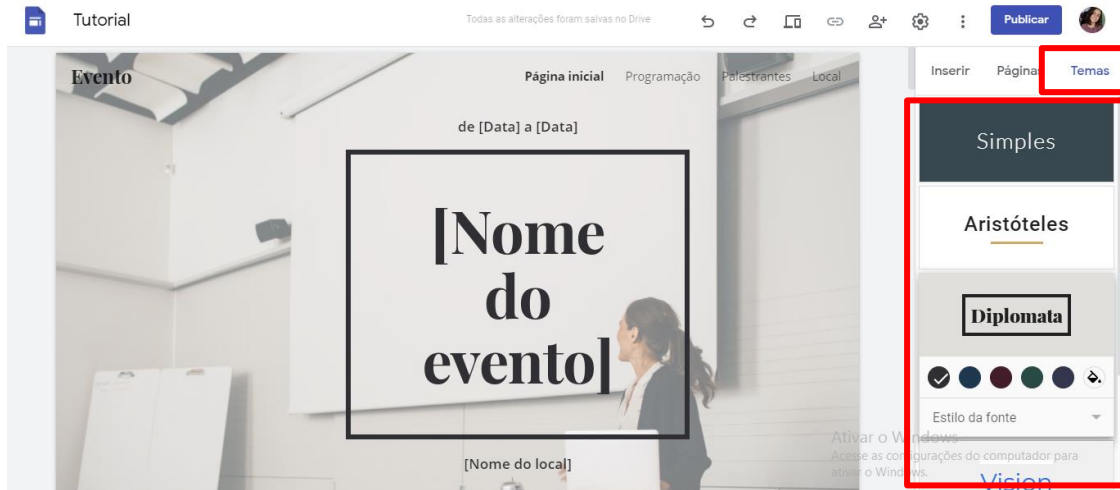 Tutorial
Todas as alterações foram salvas no Drive
Publicar
Evento
Página inicial Programação Palestrantes Local
Inserir Páginas Temas
de [Data] a [Data]
[Nome
do
evento]
[Nome do local]
Simples
Aristóteles
Diplomata
Estilo da fonte
Vision
Ativar o Windows
Acesse as configurações do computador para
ativar o Windows.